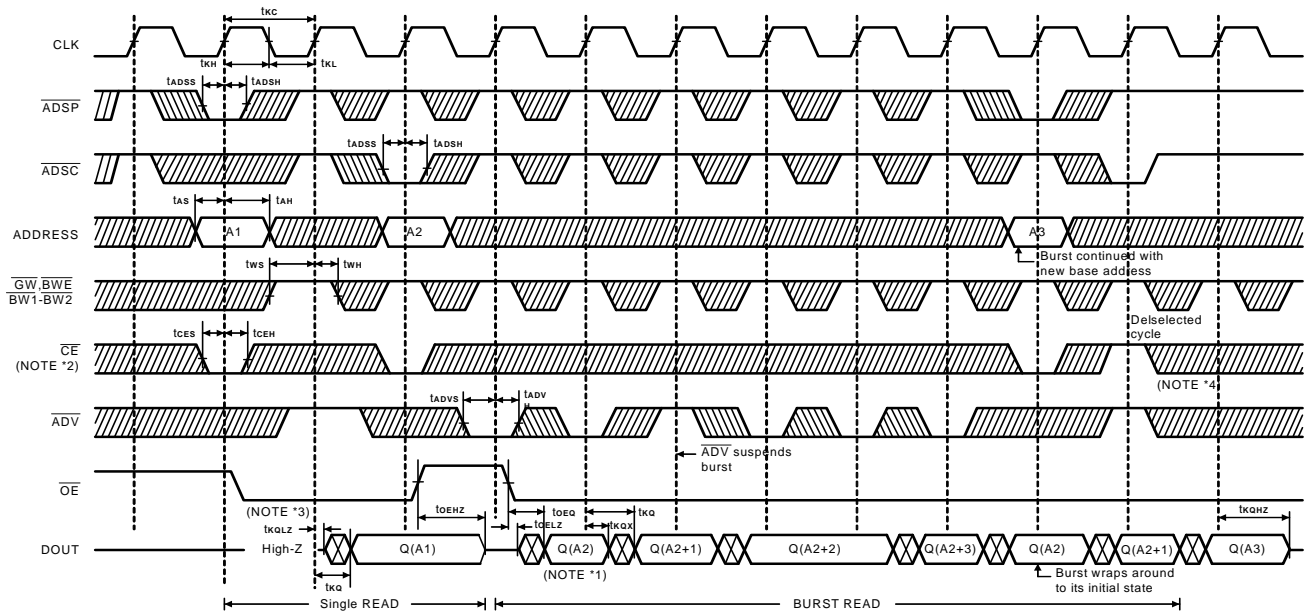 tKC
CLK
tKH
tKL
tADSS
tADSH
ADSP
tADSS
tADSH
ADSC
tAS
tAH
ADDRESS
A1
A2
A3
Burst continued with
new base address
tWS
tWH
GW,BWE
BW1-BW2
Delselected
cycle
tCES
tCEH
CE
(NOTE *2)
(NOTE *4
tADVS
tADV
H
ADV
ADV suspends
burst
OE
(NOTE *3)
tOEHZ
tOEQ
tOELZ
tKQ
tKQX
tKQLZ
tKQHZ
DOUT
High-Z
Q(A1)
Q(A2)
Q(A2+1)
Q(A2+2)
Q(A2+3)
Q(A2)
Q(A2+1)
Q(A3)
(NOTE *1)
tKQ
Burst wraps around
to its initial state
Single READ
BURST READ